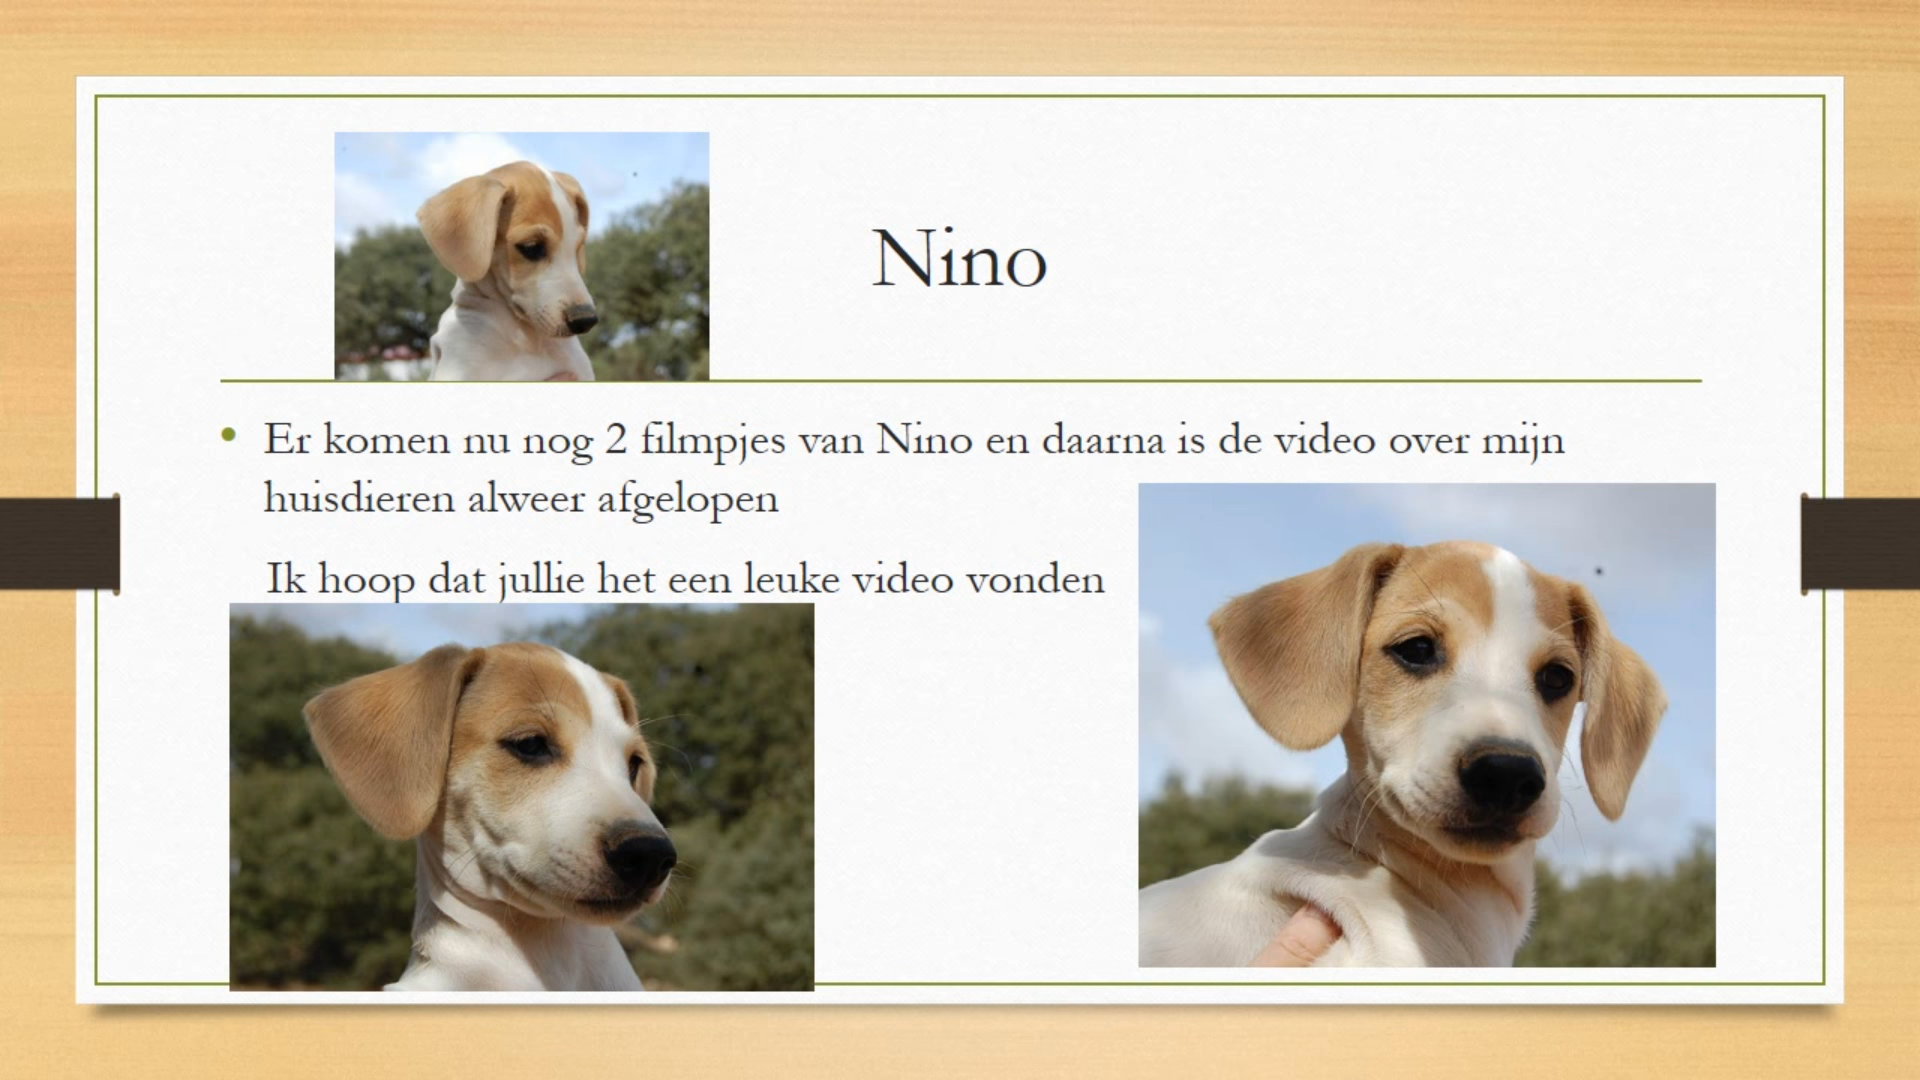 Nino
Er komen nu nog 2 filmpjes van Nino en daarna is de video over mijn
huisdieren alweer afgelopen
Ik hoop dat jullie het een leuke video vonden